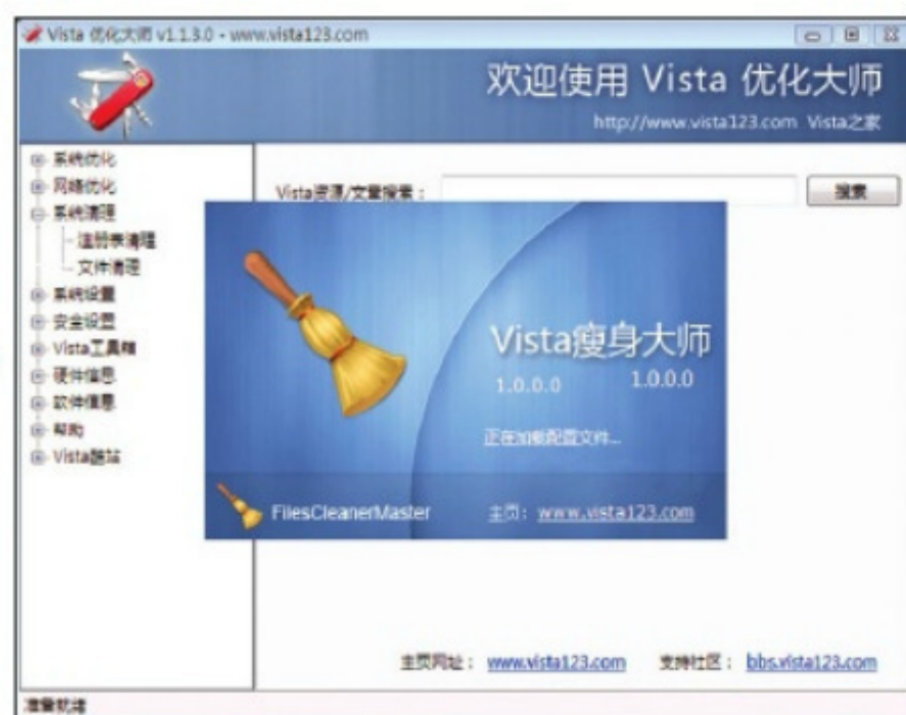 Vista 优化大师 v1.1.3.0 - www.vista123.com
欢迎使用 Vista 优化大师
http://www.vista123.com Vista之家
系统优化
网络优化
系统清理
注册表清理
文件清理
系统设置
安全设置
Vista工具箱
硬件信息
软件信息
帮助
Vista酷站
Vista资源/文章搜索：
搜索
Vista瘦身大师
1.0.0.0 1.0.0.0
正在加载配置文件...
FilesCleanerMaster 主页: www.vista123.com
主页网址： www.vista123.com 支持社区： bbs.vista123.com
准备就绪